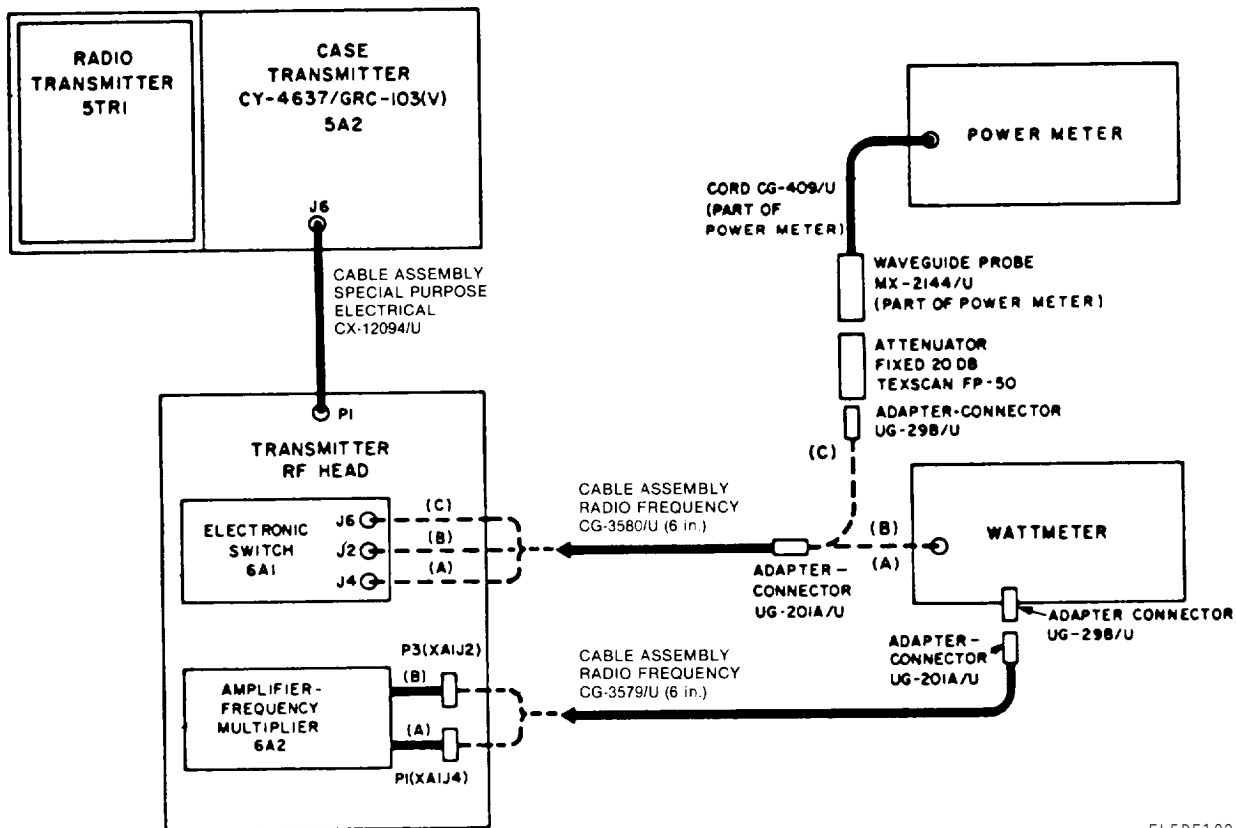 RADIO
TRANSMITTER
5TR1
CASE
TRANSMITTER
CY-4637/GRC-103(V)
5A2
J6
CABLE ASSEMBLY
SPECIAL PURPOSE
ELECTRICAL
CX-12094/U
POWER METER
CORD CG-409/U
(PART OF
POWER METER)
WAVEGUIDE PROBE
MX-2144/U
(PART OF POWER METER)
ATTENUATOR
FIXED 20 DB
TEXSCAN FP-50
ADAPTER-CONNECTOR
UG-29B/U
(C)
P1
TRANSMITTER
RF HEAD
ELECTRONIC
SWITCH
6A1
J6
J2
J4
(C)
(B)
(A)
CABLE ASSEMBLY
RADIO FREQUENCY
CG-3580/U (6 in.)
ADAPTER-
CONNECTOR
UG-201A/U
(B)
(A)
WATTMETER
ADAPTER CONNECTOR
UG-29B/U
ADAPTER-
CONNECTOR
UG-201A/U
P3(XA1J2)
(B)
AMPLIFIER-
FREQUENCY
MULTIPLIER
6A2
(A)
P1(XA1J4)
CABLE ASSEMBLY
RADIO FREQUENCY
CG-3579/U (6 in.)